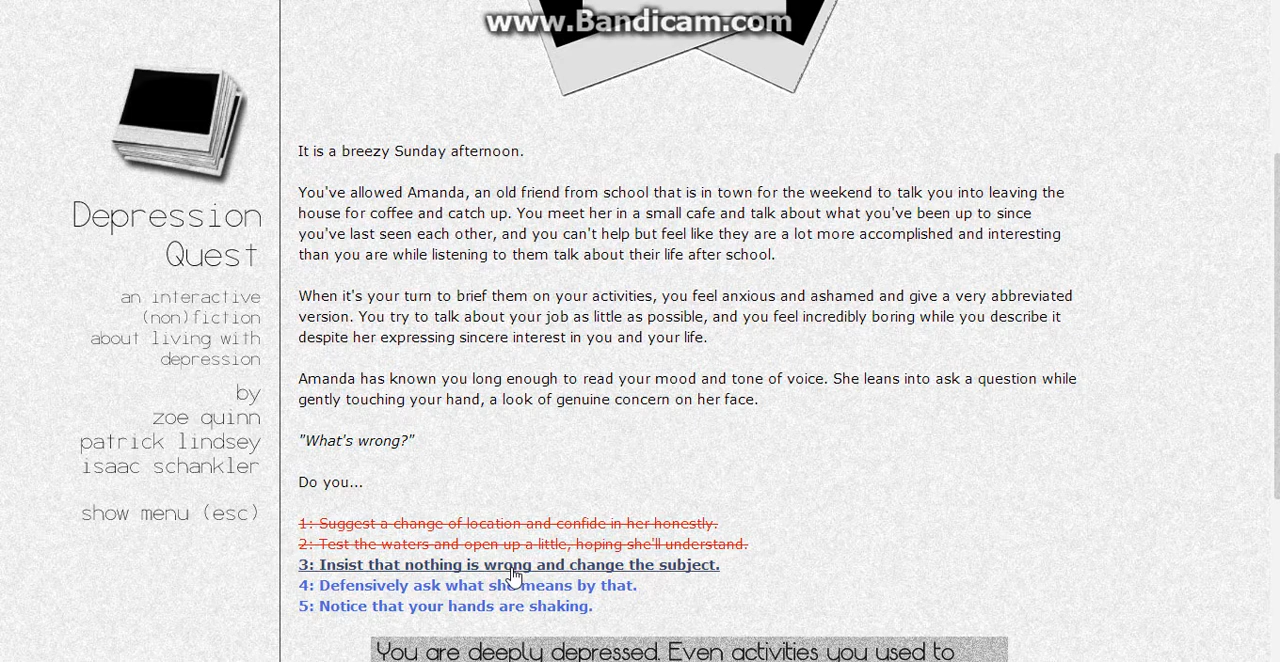 www.Bandicam.com
Depression
Quest
an interactive
(non)fiction
about living with
depression
by
zoe quinn
patrick lindsey
isaac schankler
show menu (esc)
It is a breezy Sunday afternoon.
You've allowed Amanda, an old friend from school that is in town for the weekend to talk you into leaving the
house for coffee and catch up. You meet her in a small cafe and talk about what you've been up to since
you've last seen each other, and you can't help but feel like they are a lot more accomplished and interesting
than you are while listening to them talk about their life after school.
When it's your turn to brief them on your activities, you feel anxious and ashamed and give a very abbreviated
version. You try to talk about your job as little as possible, and you feel incredibly boring while you describe it
despite her expressing sincere interest in you and your life.
Amanda has known you long enough to read your mood and tone of voice. She leans into ask a question while
gently touching your hand, a look of genuine concern on her face.
"What's wrong?"
Do you...
1: Suggest a change of location and confide in her honestly.
2: Test the waters and open up a little, hoping she'll understand.
3: Insist that nothing is wrong and change the subject.
4: Defensively ask what she means by that.
5: Notice that your hands are shaking.
You are deeply depressed. Even activities you used to